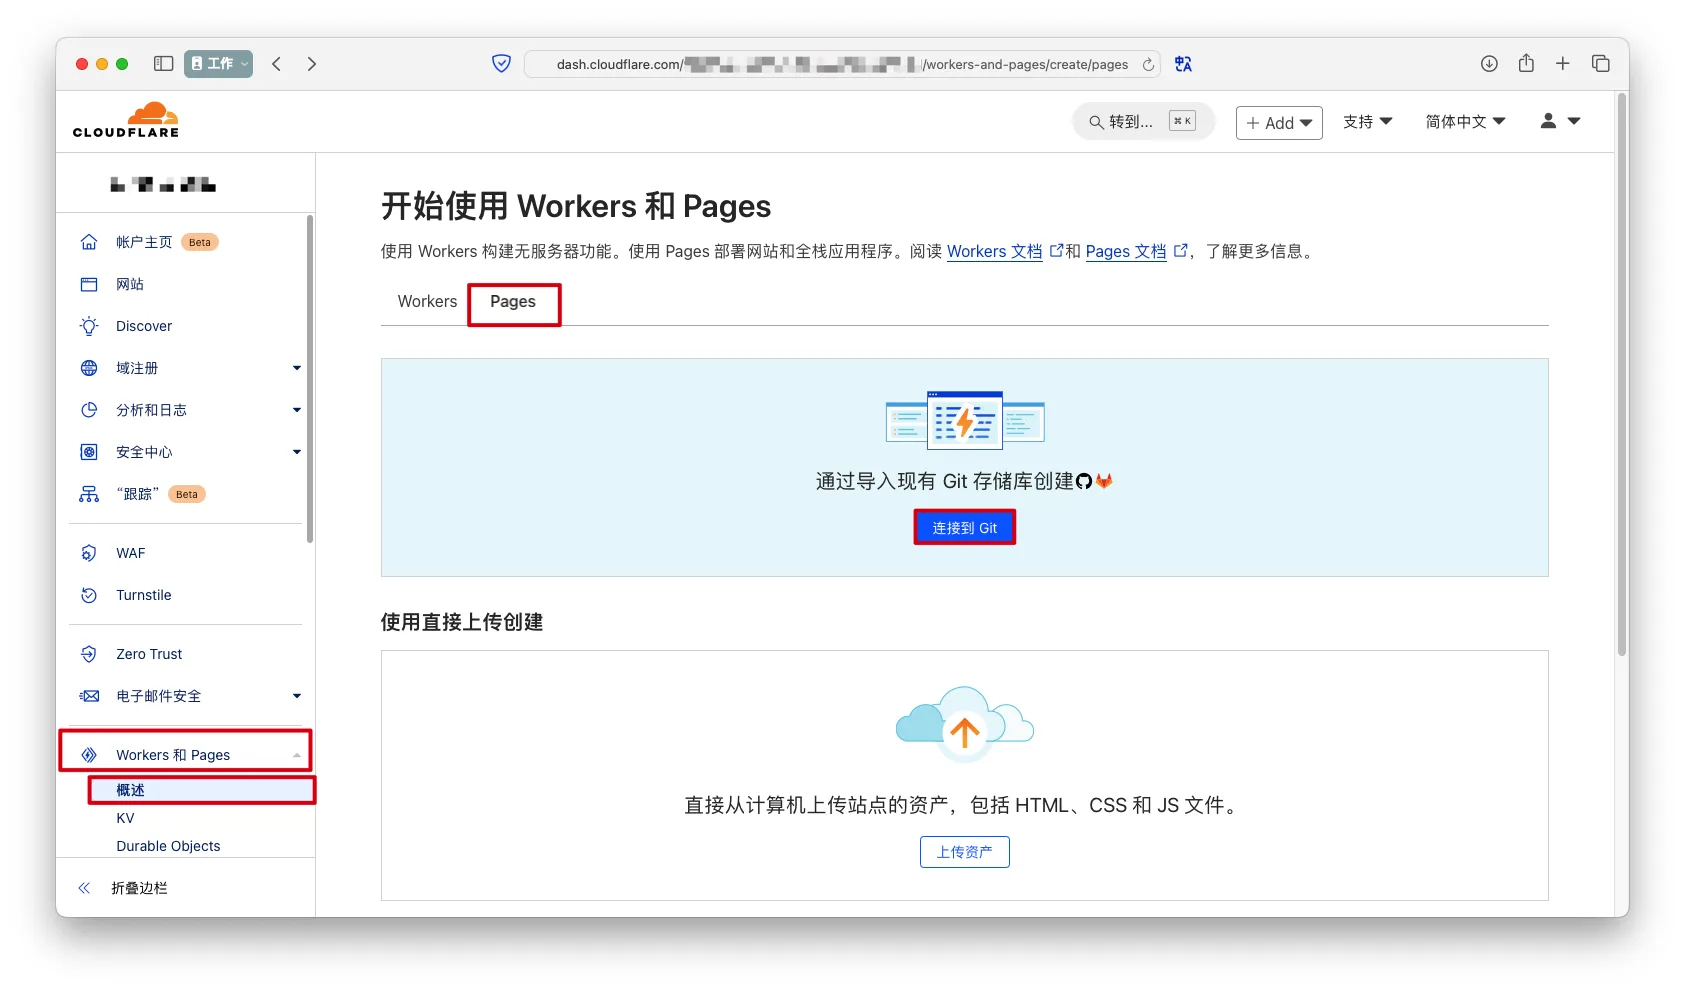 工作
dash.cloudflare.com/
/workers-and-pages/create/pages
CLOUDFLARE
转到...
⌘ K
+ Add
支持
简体中文
帐户主页 Beta
网站
Discover
域注册
分析和日志
安全中心
“跟踪” Beta
WAF
Turnstile
Zero Trust
电子邮件安全
Workers 和 Pages
概述
KV
Durable Objects
折叠边栏
开始使用 Workers 和 Pages
使用 Workers 构建无服务器功能。使用 Pages 部署网站和全栈应用程序。阅读 Workers 文档 和 Pages 文档 ，了解更多信息。
Workers Pages
通过导入现有 Git 存储库创建
连接到 Git
使用直接上传创建
直接从计算机上传站点的资产，包括 HTML、CSS 和 JS 文件。
上传资产